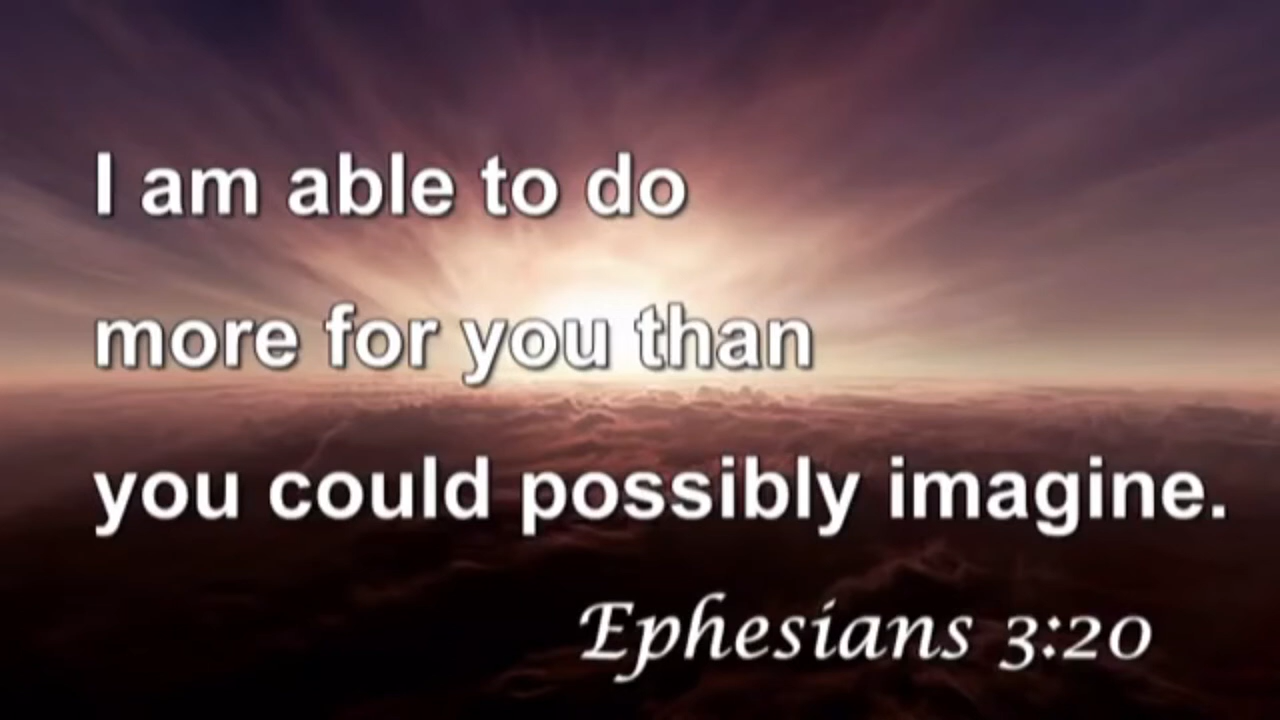 I am able to do
more for you than
you could possibly imagine.
Ephesians 3:20